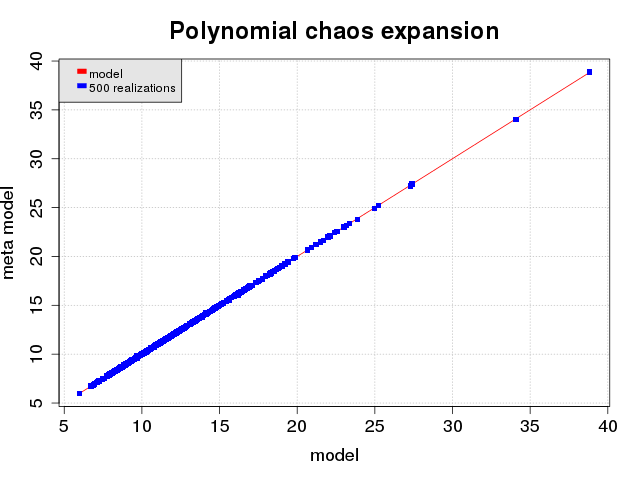 Polynomial chaos expansion
model
500 realizations
meta model
40
35
30
25
20
15
10
5
5 10 15 20 25 30 35 40
model